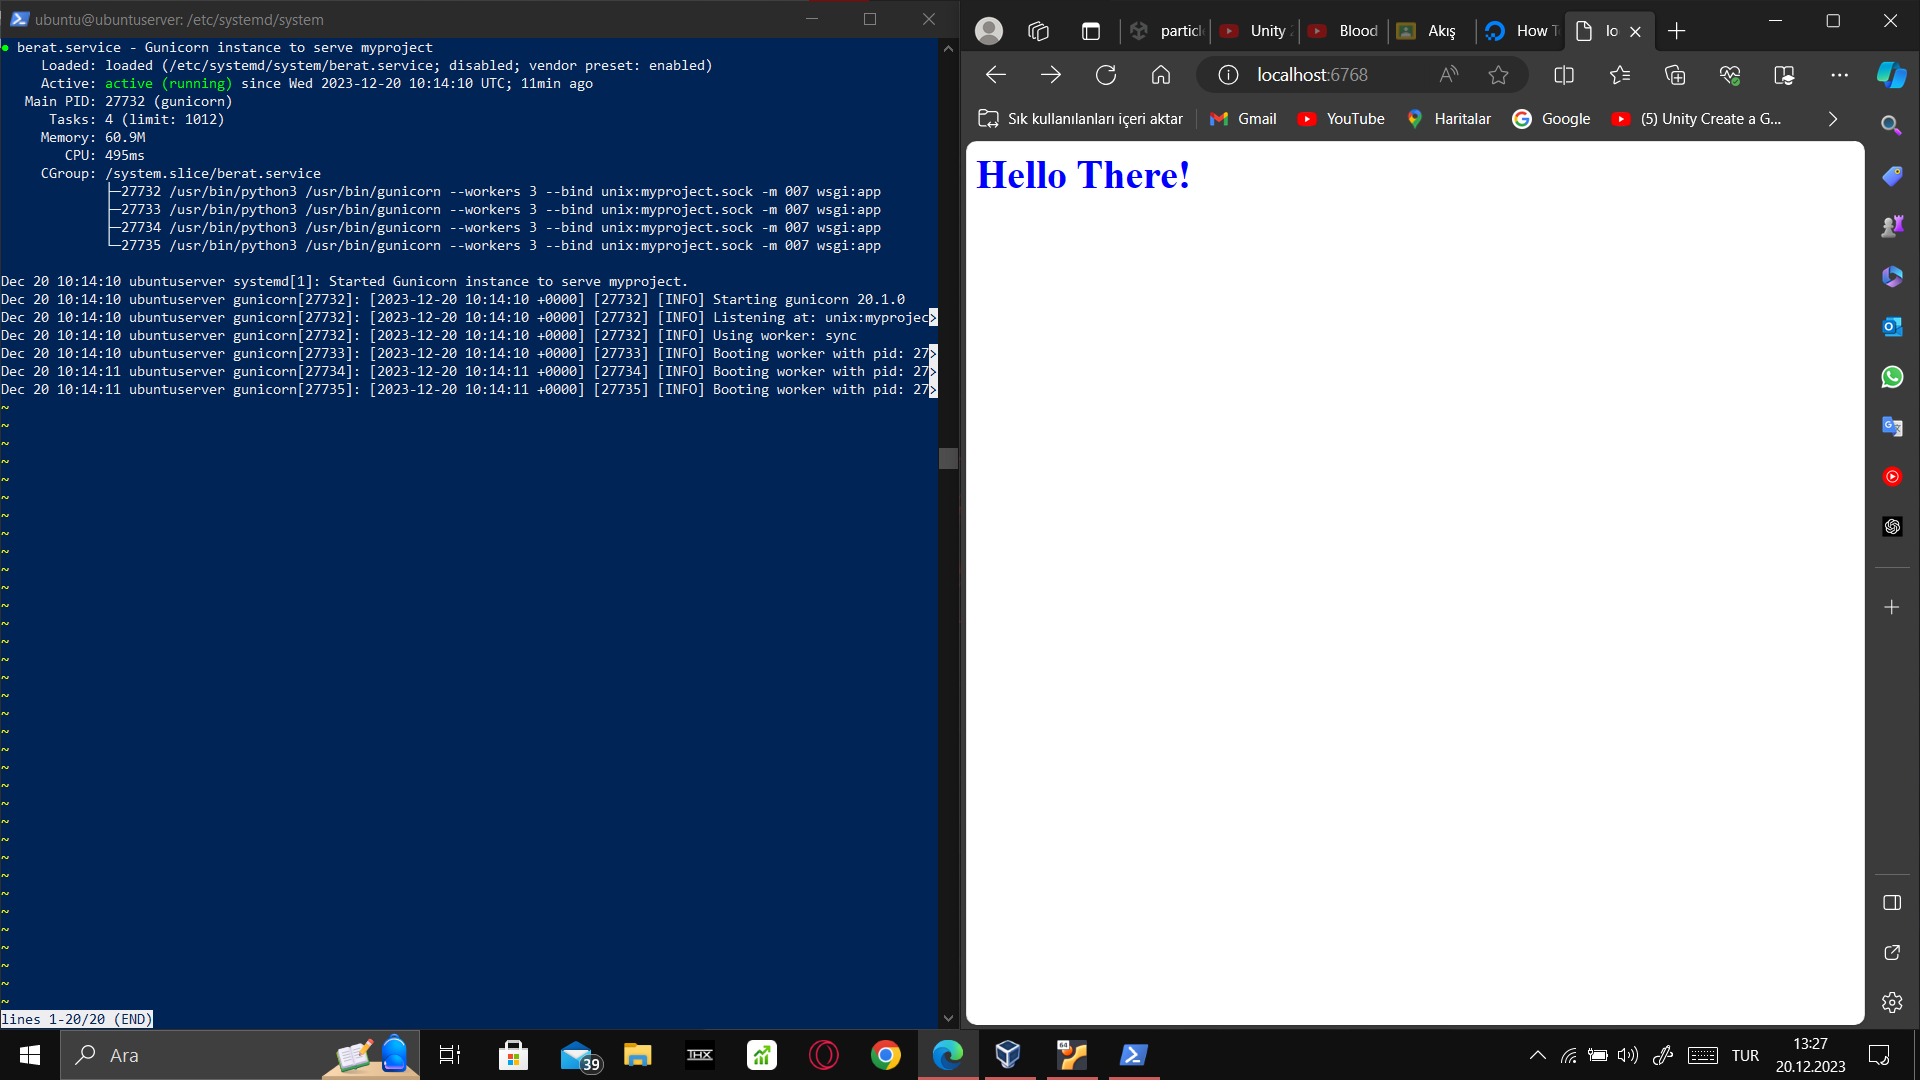 ubuntu@ubuntuserver: /etc/systemd/system
● berat.service - Gunicorn instance to serve myproject
Loaded: loaded (/etc/systemd/system/berat.service; disabled; vendor preset: enabled)
Active: active (running) since Wed 2023-12-20 10:14:10 UTC; 11min ago
Main PID: 27732 (gunicorn)
Tasks: 4 (limit: 1012)
Memory: 60.9M
CPU: 495ms
CGroup: /system.slice/berat.service
├─27732 /usr/bin/python3 /usr/bin/gunicorn --workers 3 --bind unix:myproject.sock -m 007 wsgi:app
├─27733 /usr/bin/python3 /usr/bin/gunicorn --workers 3 --bind unix:myproject.sock -m 007 wsgi:app
├─27734 /usr/bin/python3 /usr/bin/gunicorn --workers 3 --bind unix:myproject.sock -m 007 wsgi:app
└─27735 /usr/bin/python3 /usr/bin/gunicorn --workers 3 --bind unix:myproject.sock -m 007 wsgi:app
Dec 20 10:14:10 ubuntuserver systemd[1]: Started Gunicorn instance to serve myproject.
Dec 20 10:14:10 ubuntuserver gunicorn[27732]: [2023-12-20 10:14:10 +0000] [27732] [INFO] Starting gunicorn 20.1.0
Dec 20 10:14:10 ubuntuserver gunicorn[27732]: [2023-12-20 10:14:10 +0000] [27732] [INFO] Listening at: unix:myprojec>
Dec 20 10:14:10 ubuntuserver gunicorn[27732]: [2023-12-20 10:14:10 +0000] [27732] [INFO] Using worker: sync
Dec 20 10:14:10 ubuntuserver gunicorn[27733]: [2023-12-20 10:14:10 +0000] [27733] [INFO] Booting worker with pid: 27>
Dec 20 10:14:11 ubuntuserver gunicorn[27734]: [2023-12-20 10:14:11 +0000] [27734] [INFO] Booting worker with pid: 27>
Dec 20 10:14:11 ubuntuserver gunicorn[27735]: [2023-12-20 10:14:11 +0000] [27735] [INFO] Booting worker with pid: 27>
lines 1-20/20 (END)
particl Unity Blood Akış How T lo
localhost:6768
Sık kullanılanları içeri aktar Gmail YouTube Haritalar Google (5) Unity Create a G...
Hello There!
Ara
39
THX
64
TUR
13:27
20.12.2023